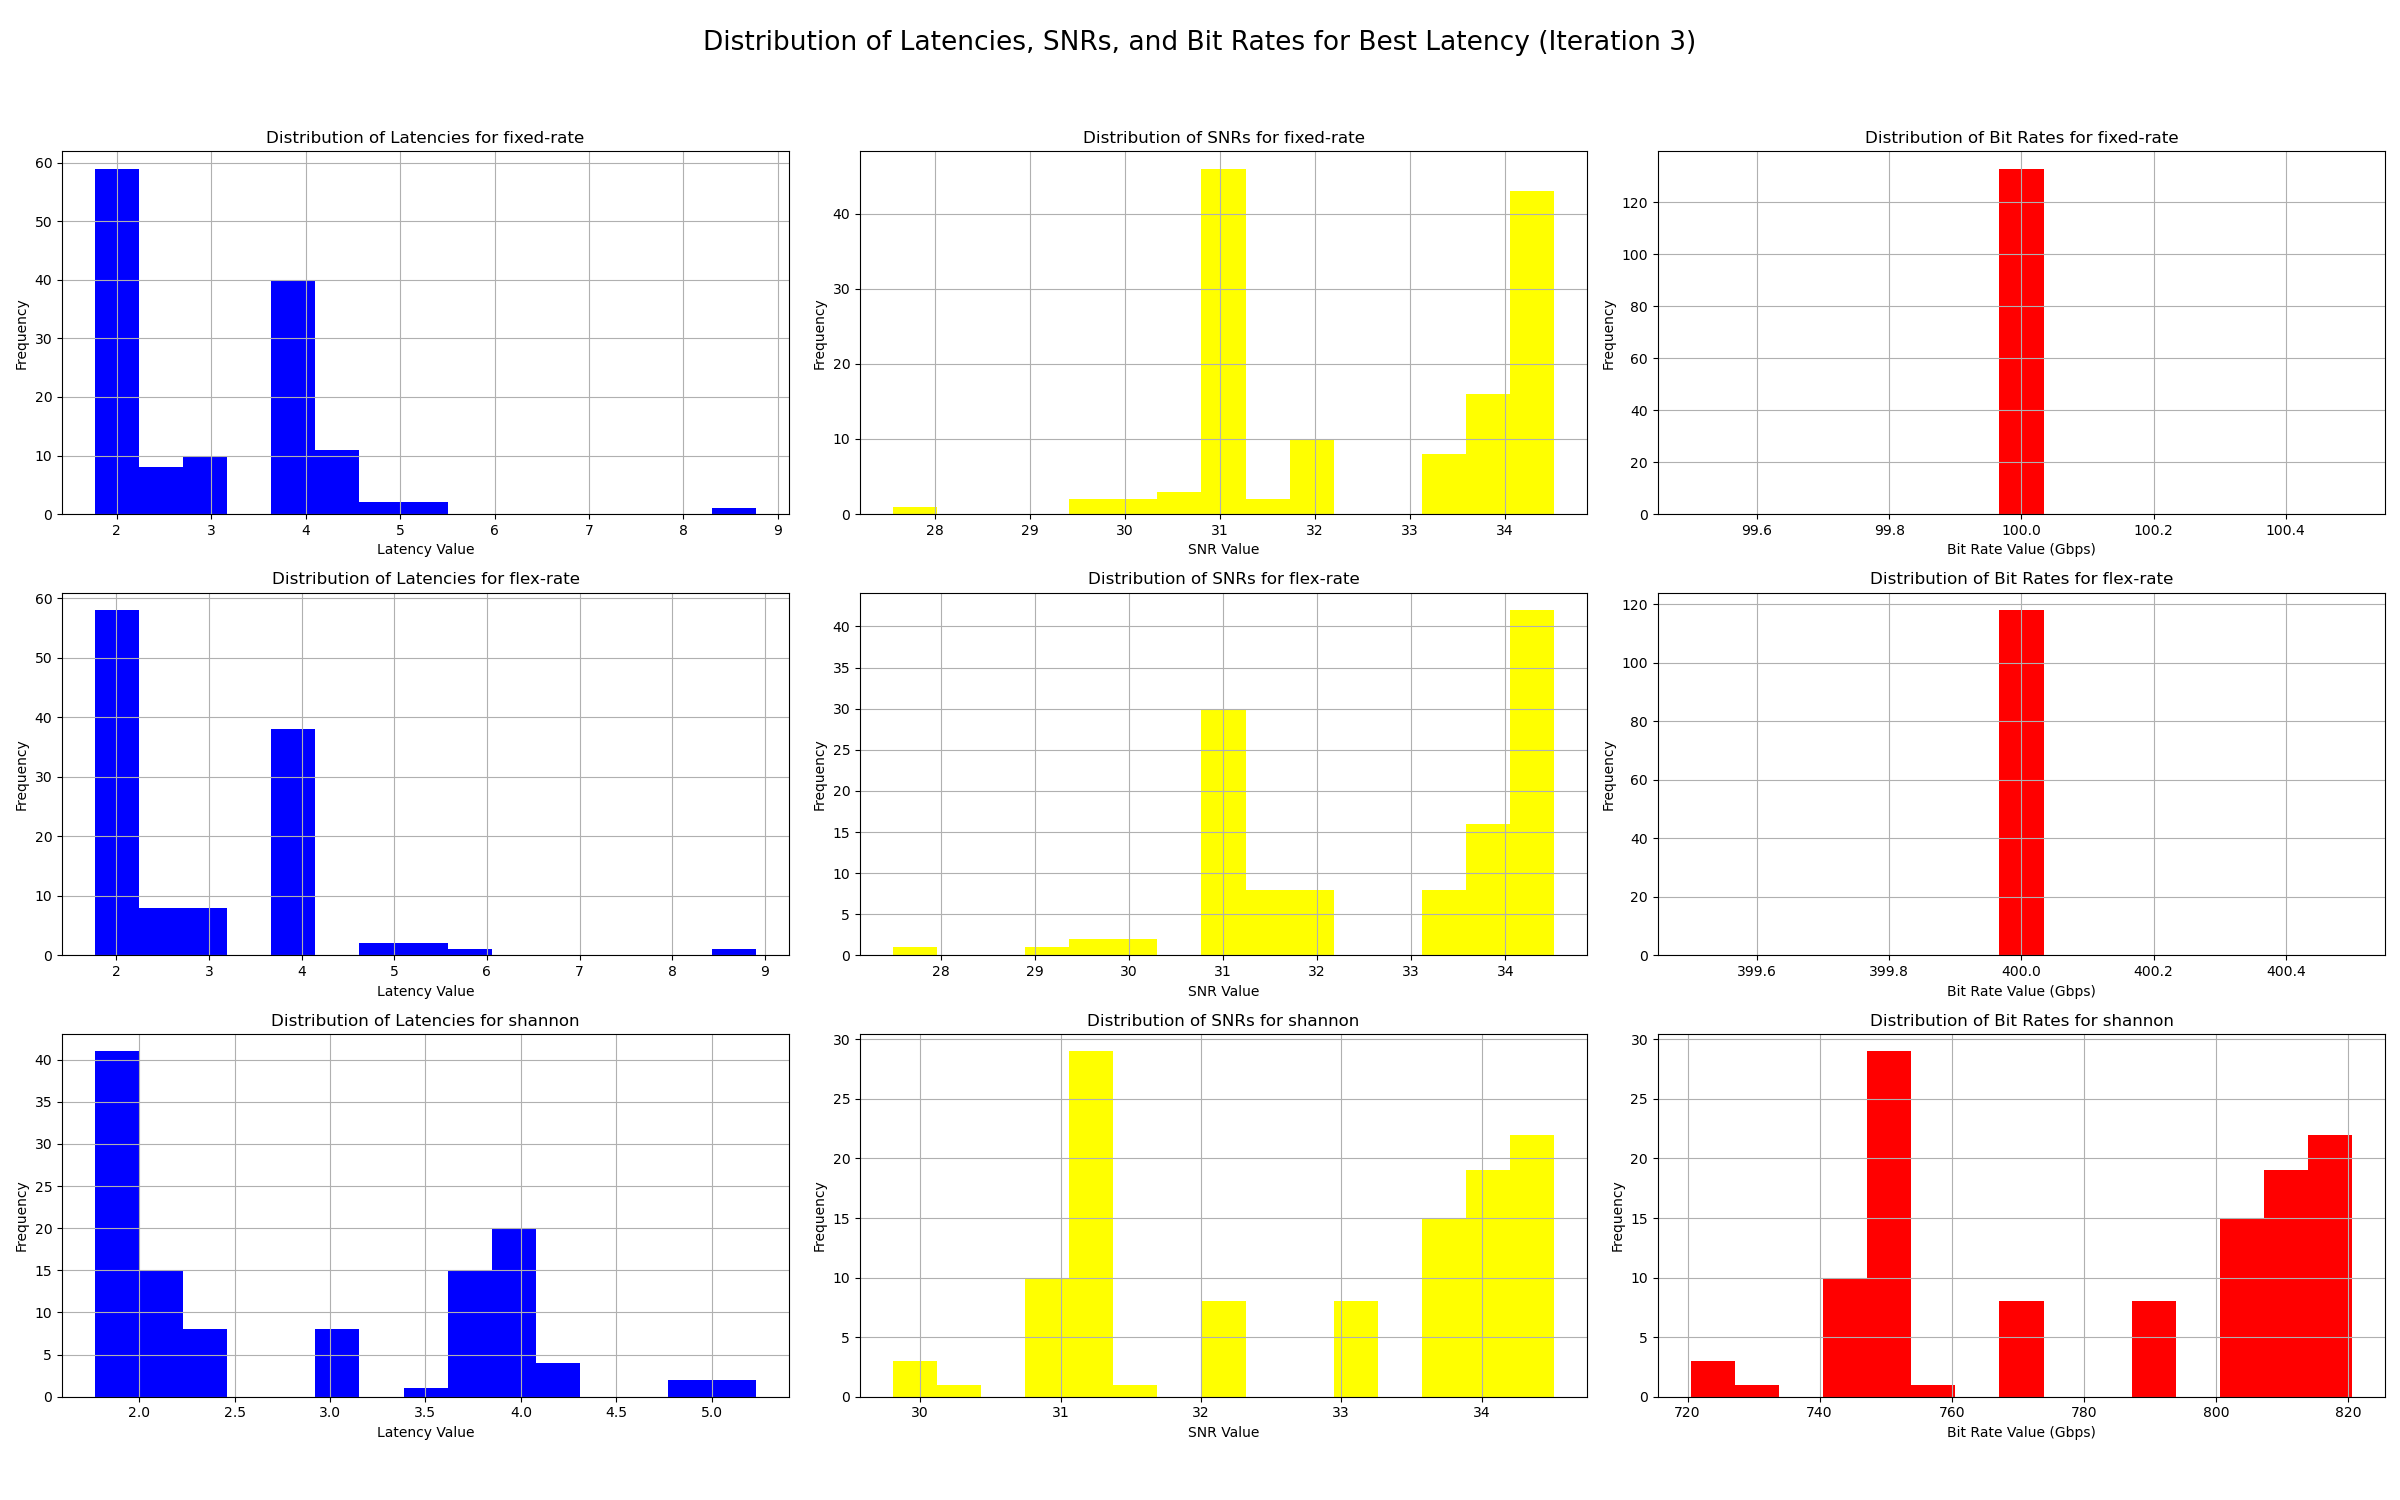 Distribution of Latencies, SNRs, and Bit Rates for Best Latency (Iteration 3)
Distribution of Latencies for fixed-rate
60
50
40
30
20
10
0
Frequency
2 3 4 5 6 7 8 9
Latency Value
Distribution of SNRs for fixed-rate
40
30
20
10
0
Frequency
28 29 30 31 32 33 34
SNR Value
Distribution of Bit Rates for fixed-rate
120
100
80
60
40
20
0
Frequency
99.6 99.8 100.0 100.2 100.4
Bit Rate Value (Gbps)
Distribution of Latencies for flex-rate
60
50
40
30
20
10
0
Frequency
2 3 4 5 6 7 8 9
Latency Value
Distribution of SNRs for flex-rate
40
35
30
25
20
15
10
5
0
Frequency
28 29 30 31 32 33 34
SNR Value
Distribution of Bit Rates for flex-rate
120
100
80
60
40
20
0
Frequency
399.6 399.8 400.0 400.2 400.4
Bit Rate Value (Gbps)
Distribution of Latencies for shannon
40
35
30
25
20
15
10
5
0
Frequency
2.0 2.5 3.0 3.5 4.0 4.5 5.0
Latency Value
Distribution of SNRs for shannon
30
25
20
15
10
5
0
Frequency
30 31 32 33 34
SNR Value
Distribution of Bit Rates for shannon
30
25
20
15
10
5
0
Frequency
720 740 760 780 800 820
Bit Rate Value (Gbps)